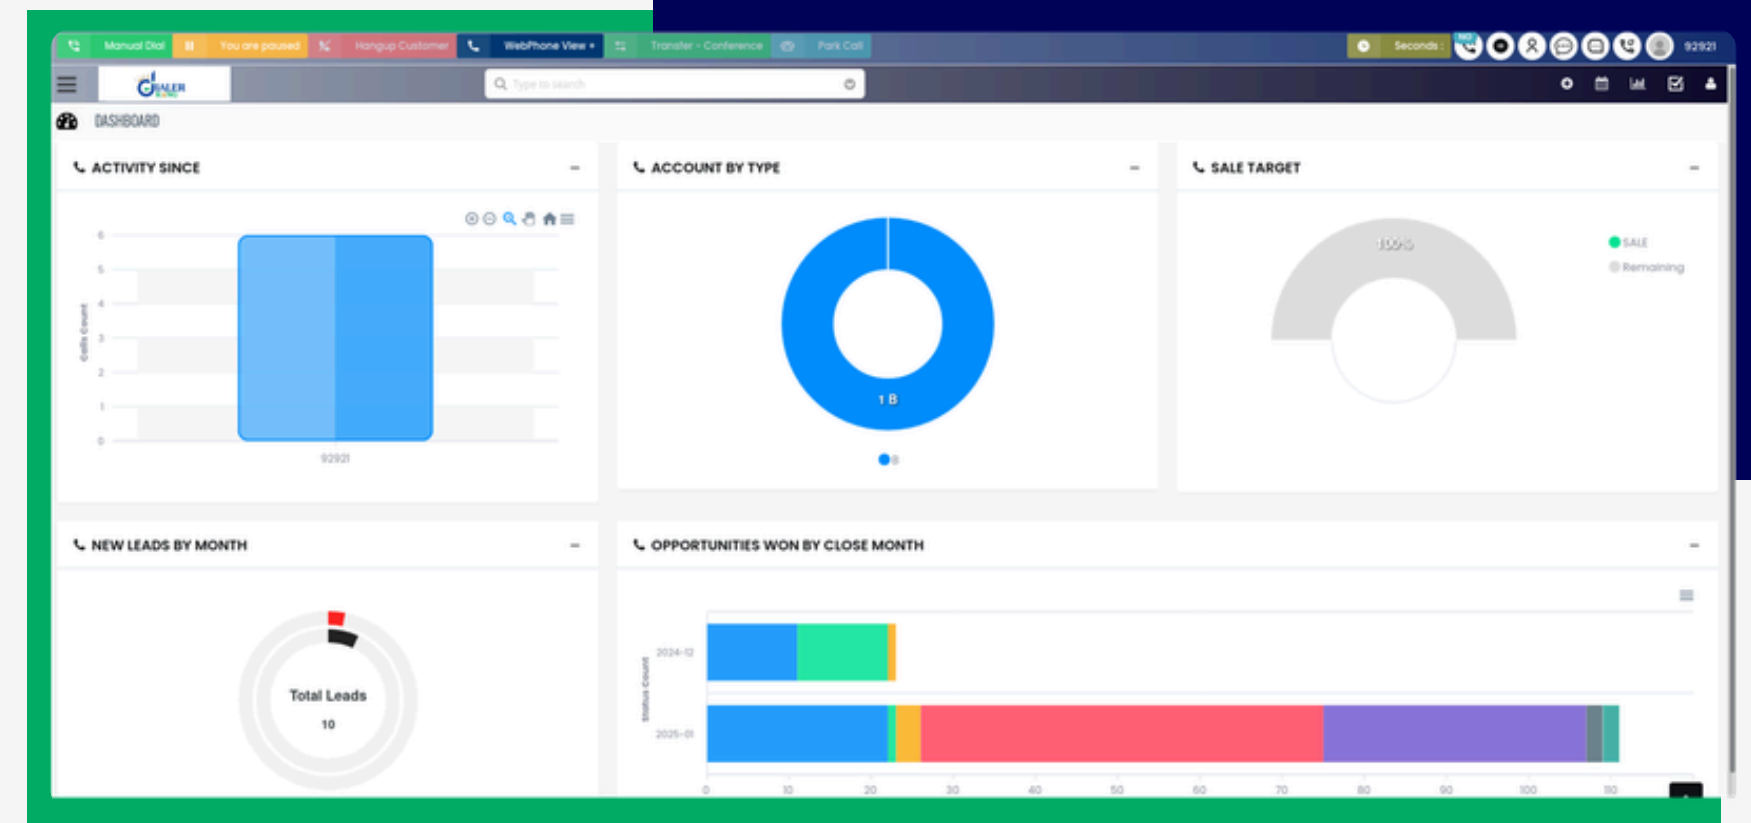 Manual Dial You are paused Hangup Customer WebPhone View + Transfer - Conference Park Call Seconds : NO 92921
DIALER
Type to search
DASHBOARD
ACTIVITY SINCE
6
5
4
3
2
1
0
Calls Count
92921
ACCOUNT BY TYPE
1 B
B
SALE TARGET
100%
SALE
Remaining
NEW LEADS BY MONTH
Total Leads
10
OPPORTUNITIES WON BY CLOSE MONTH
Status Count
2024-12
2025-01
0 10 20 30 40 50 60 70 80 90 100 110